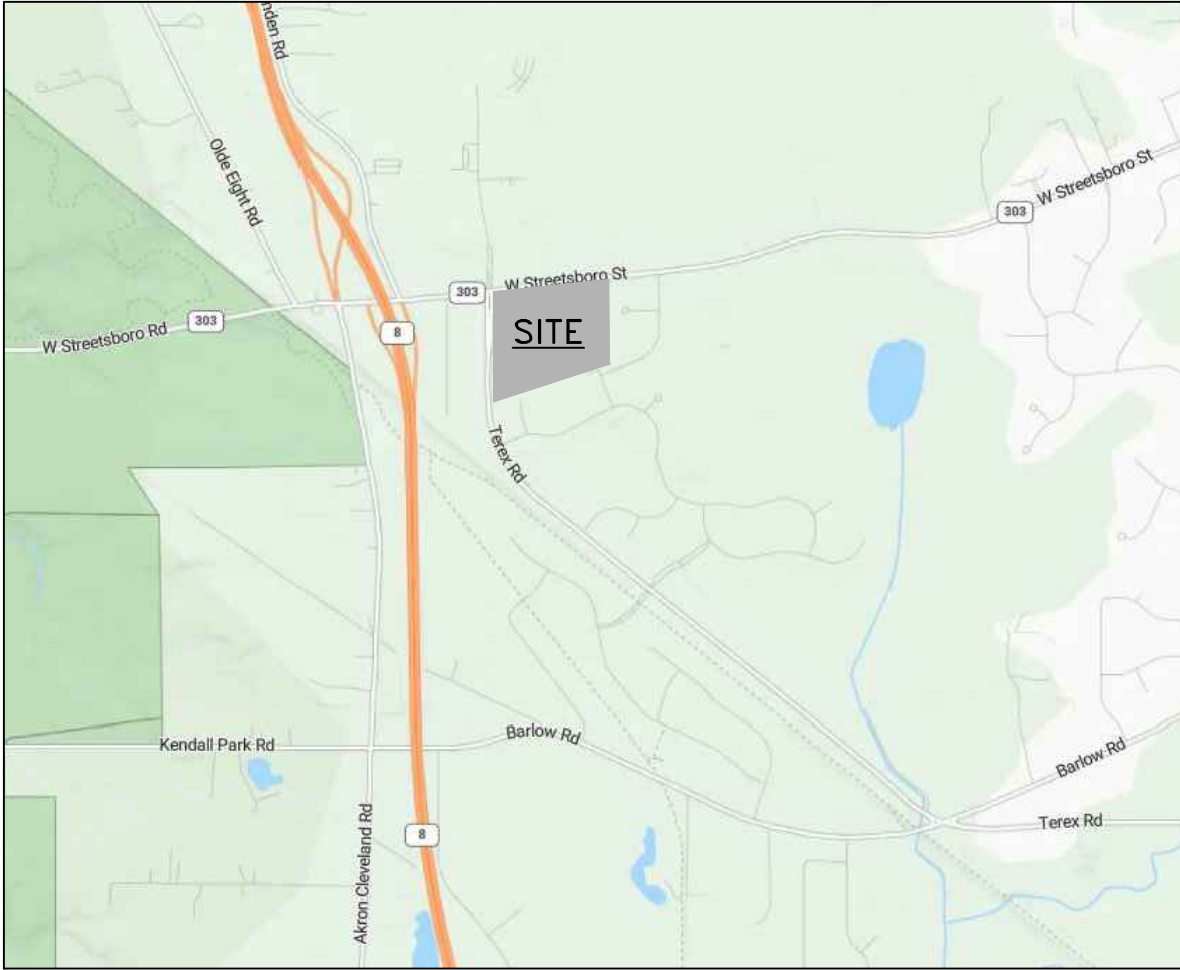 nden Rd
Olde Eight Rd
W Streetsboro St
303
W Streetsboro St
303
303
W Streetsboro Rd
8
SITE
Terex Rd
Kendall Park Rd
Barlow Rd
Barlow Rd
Terex Rd
8
Akron Cleveland Rd